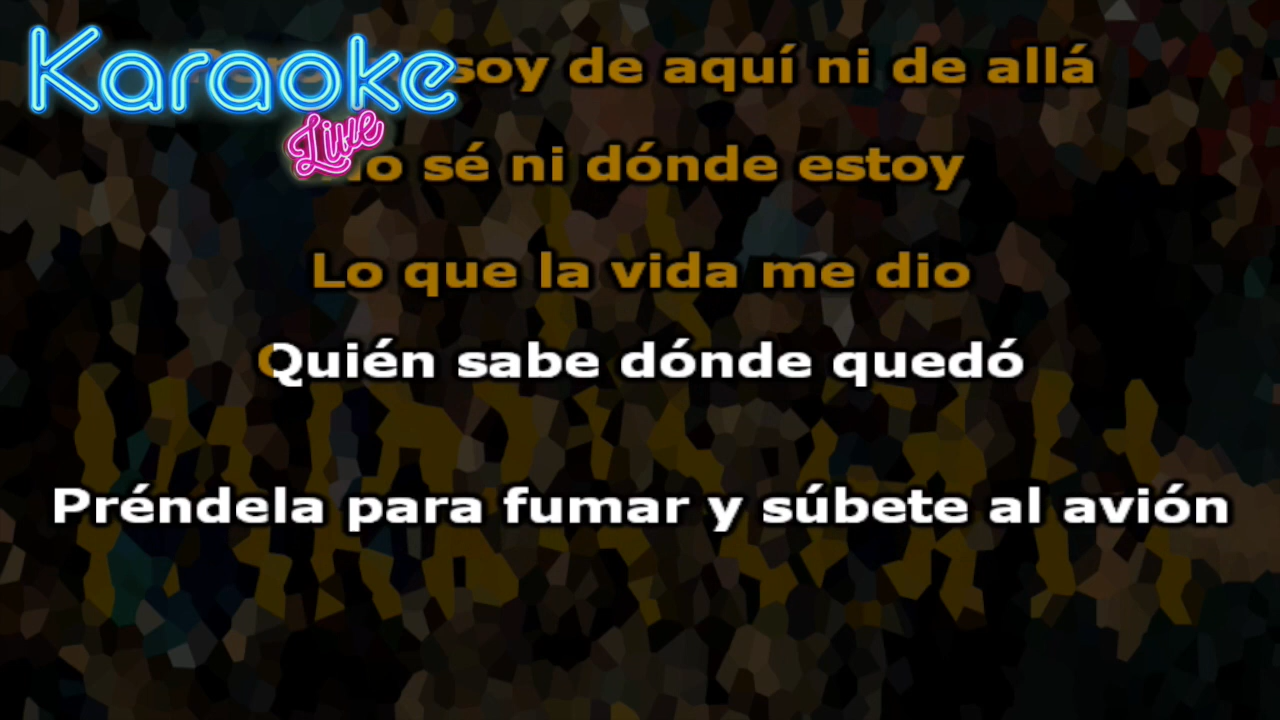 Karaoke
Live
soy de aquí ni de allá
sé ni dónde estoy
Lo que la vida me dio
Quién sabe dónde quedó
Préndela para fumar y súbete al avión